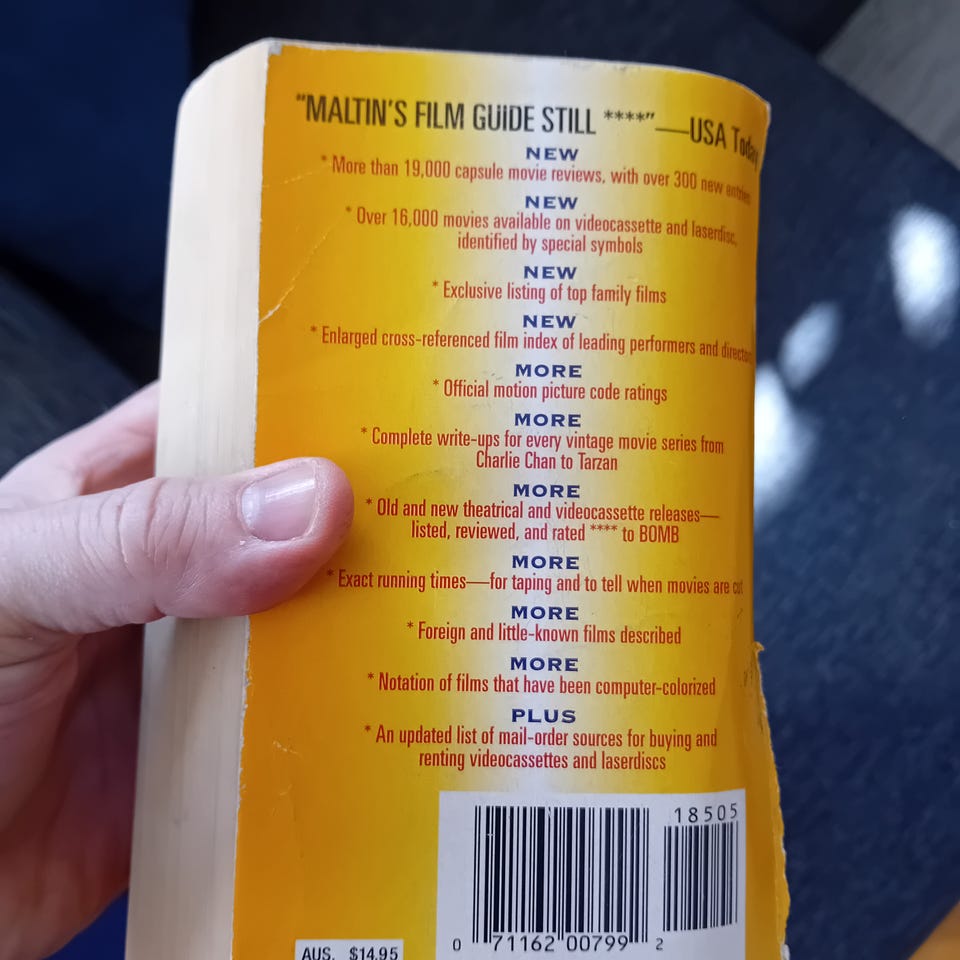 "MALTIN'S FILM GUIDE STILL ****"—USA Today
NEW
* More than 19,000 capsule movie reviews, with over 300 new entries
NEW
* Over 16,000 movies available on videocassette and laserdisc,
identified by special symbols
NEW
* Exclusive listing of top family films
NEW
* Enlarged cross-referenced film index of leading performers and director
MORE
* Official motion picture code ratings
MORE
* Complete write-ups for every vintage movie series from
Charlie Chan to Tarzan
MORE
* Old and new theatrical and videocassette releases—
listed, reviewed, and rated **** to BOMB
MORE
* Exact running times—for taping and to tell when movies are cut
MORE
* Foreign and little-known films described
MORE
* Notation of films that have been computer-colorized
PLUS
* An updated list of mail-order sources for buying and
renting videocassettes and laserdiscs
18505
0 71162 00799 2
AUS. $14.95